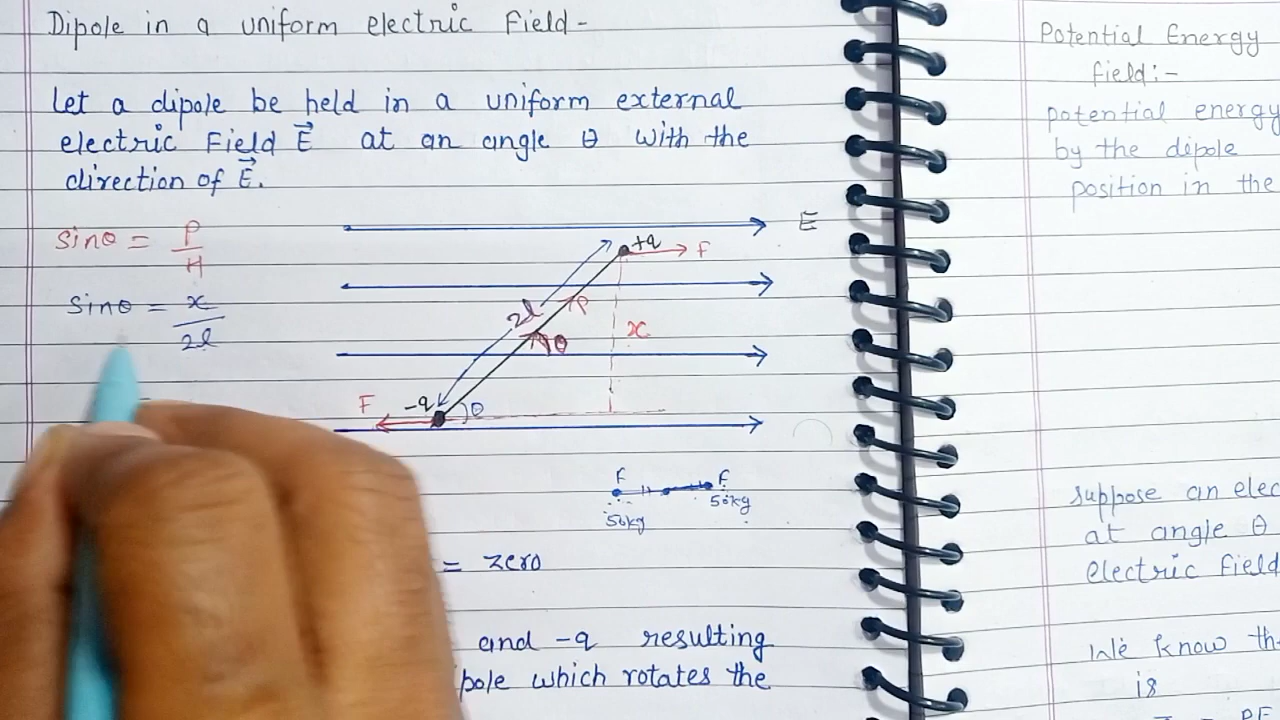 Dipole in a uniform electric Field -
Let a dipole be held in a uniform external
electric Field E⃗ at an angle θ with the
direction of E⃗.
Sinθ = P/H
Sinθ = x/2l
E
+q
F
2l
P
θ
x
F
-q
θ
F
F
50kg
50kg
= zero
and -q resulting
pole which rotates the
Potential Energy
field:-
potential energy
by the dipole
position in the
suppose an elec
at angle θ
electric field
We know th
is
PE